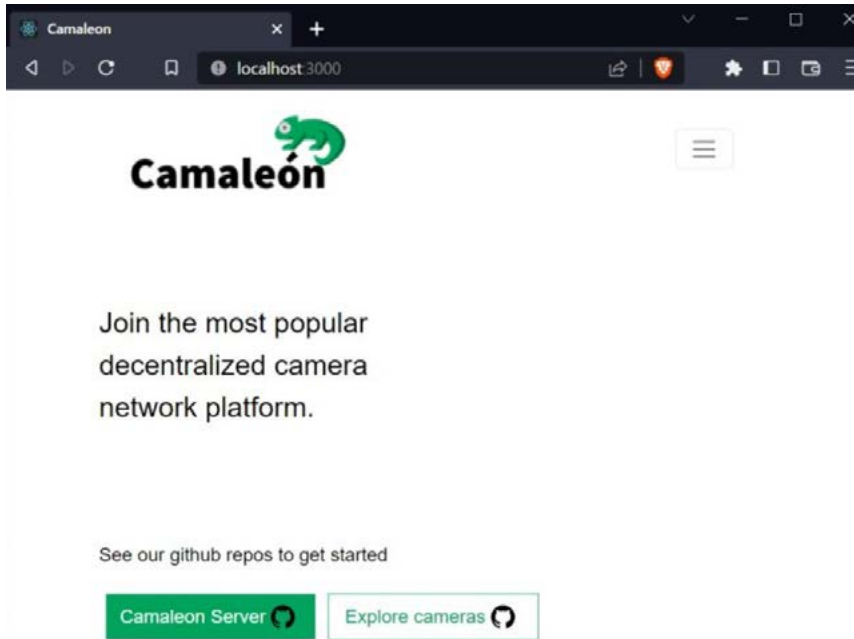 Camaleon
localhost:3000
Camaleón
Join the most popular
decentralized camera
network platform.
See our github repos to get started
Camaleon Server
Explore cameras